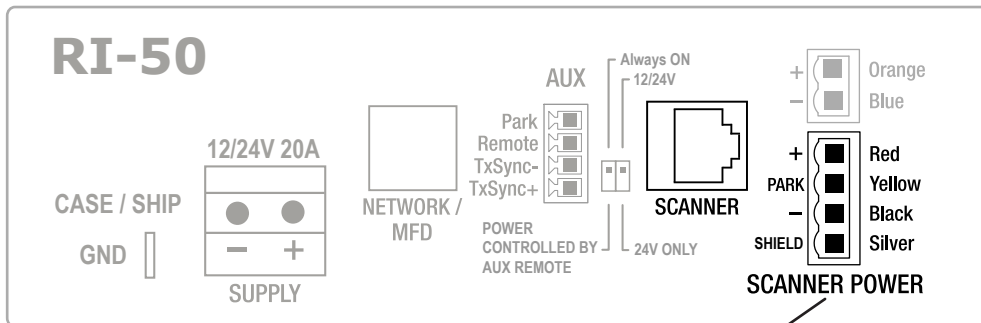 RI-50
12/24V 20A
CASE / SHIP
GND
−  +
SUPPLY
NETWORK /
MFD
AUX
Park
Remote
TxSync-
TxSync+
Always ON
12/24V
POWER
CONTROLLED BY
AUX REMOTE
24V ONLY
SCANNER
+ Orange
− Blue
+ Red
PARK Yellow
− Black
SHIELD Silver
SCANNER POWER